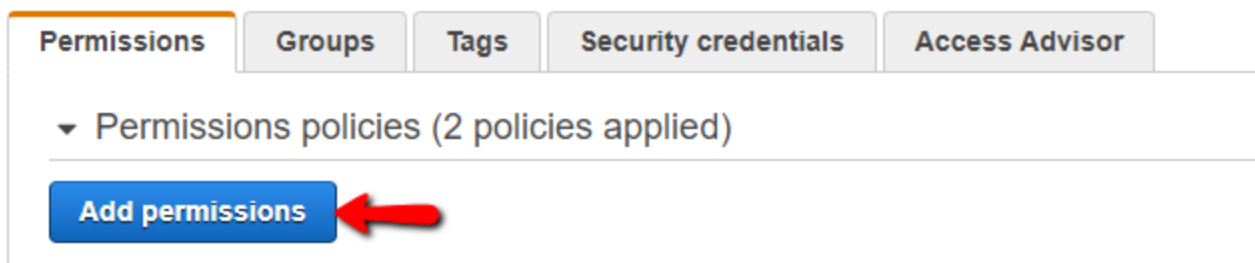 Permissions Groups Tags Security credentials Access Advisor
Permissions policies (2 policies applied)
Add permissions